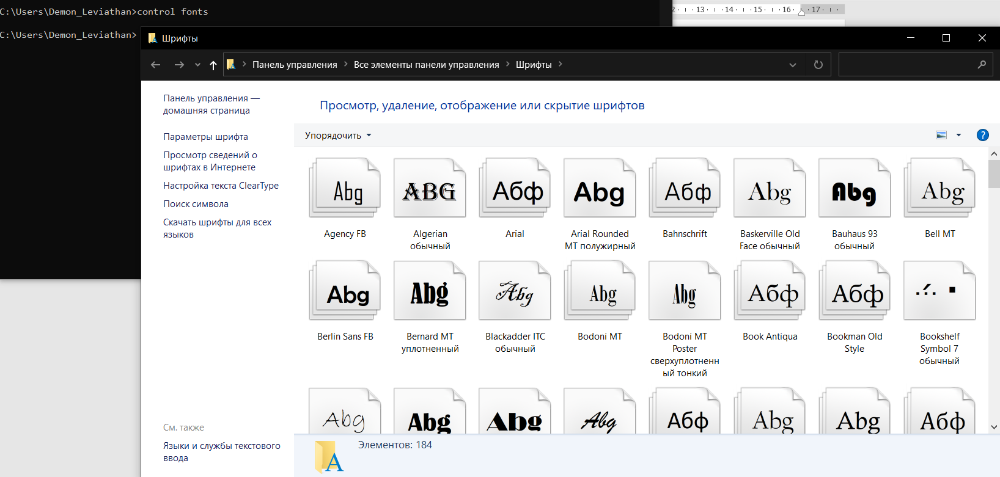 C:\Users\Demon_Leviathan>control fonts
2 · ı · 13 · ı · 14 · ı · 15 · ı · 16 · ı · 17 · ı ·
C:\Users\Demon_Leviathan>
Шрифты
Панель управления > Все элементы панели управления > Шрифты >
Панель управления —
домашняя страница
Параметры шрифта
Просмотр сведений о
шрифтах в Интернете
Настройка текста ClearType
Поиск символа
Скачать шрифты для всех
языков
См. также
Языки и службы текстового
ввода
Просмотр, удаление, отображение или скрытие шрифтов
Упорядочить
?
Abg ABG Абф Abg Абф Abg Abg Abg
Agency FB
Algerian
обычный
Arial
Arial Rounded
MT полужирный
Bahnschrift
Baskerville Old
Face обычный
Bauhaus 93
обычный
Bell MT
Abg Abg Abg Abg Abg Абф Абф
Berlin Sans FB
Bernard MT
уплотненный
Blackadder ITC
обычный
Bodoni MT
Bodoni MT
Poster
сверхуплотненн
ый тонкий
Book Antiqua
Bookman Old
Style
Bookshelf
Symbol 7
обычный
Abg Abg Abg Abg Абф Abg Abg Абф
Элементов: 184